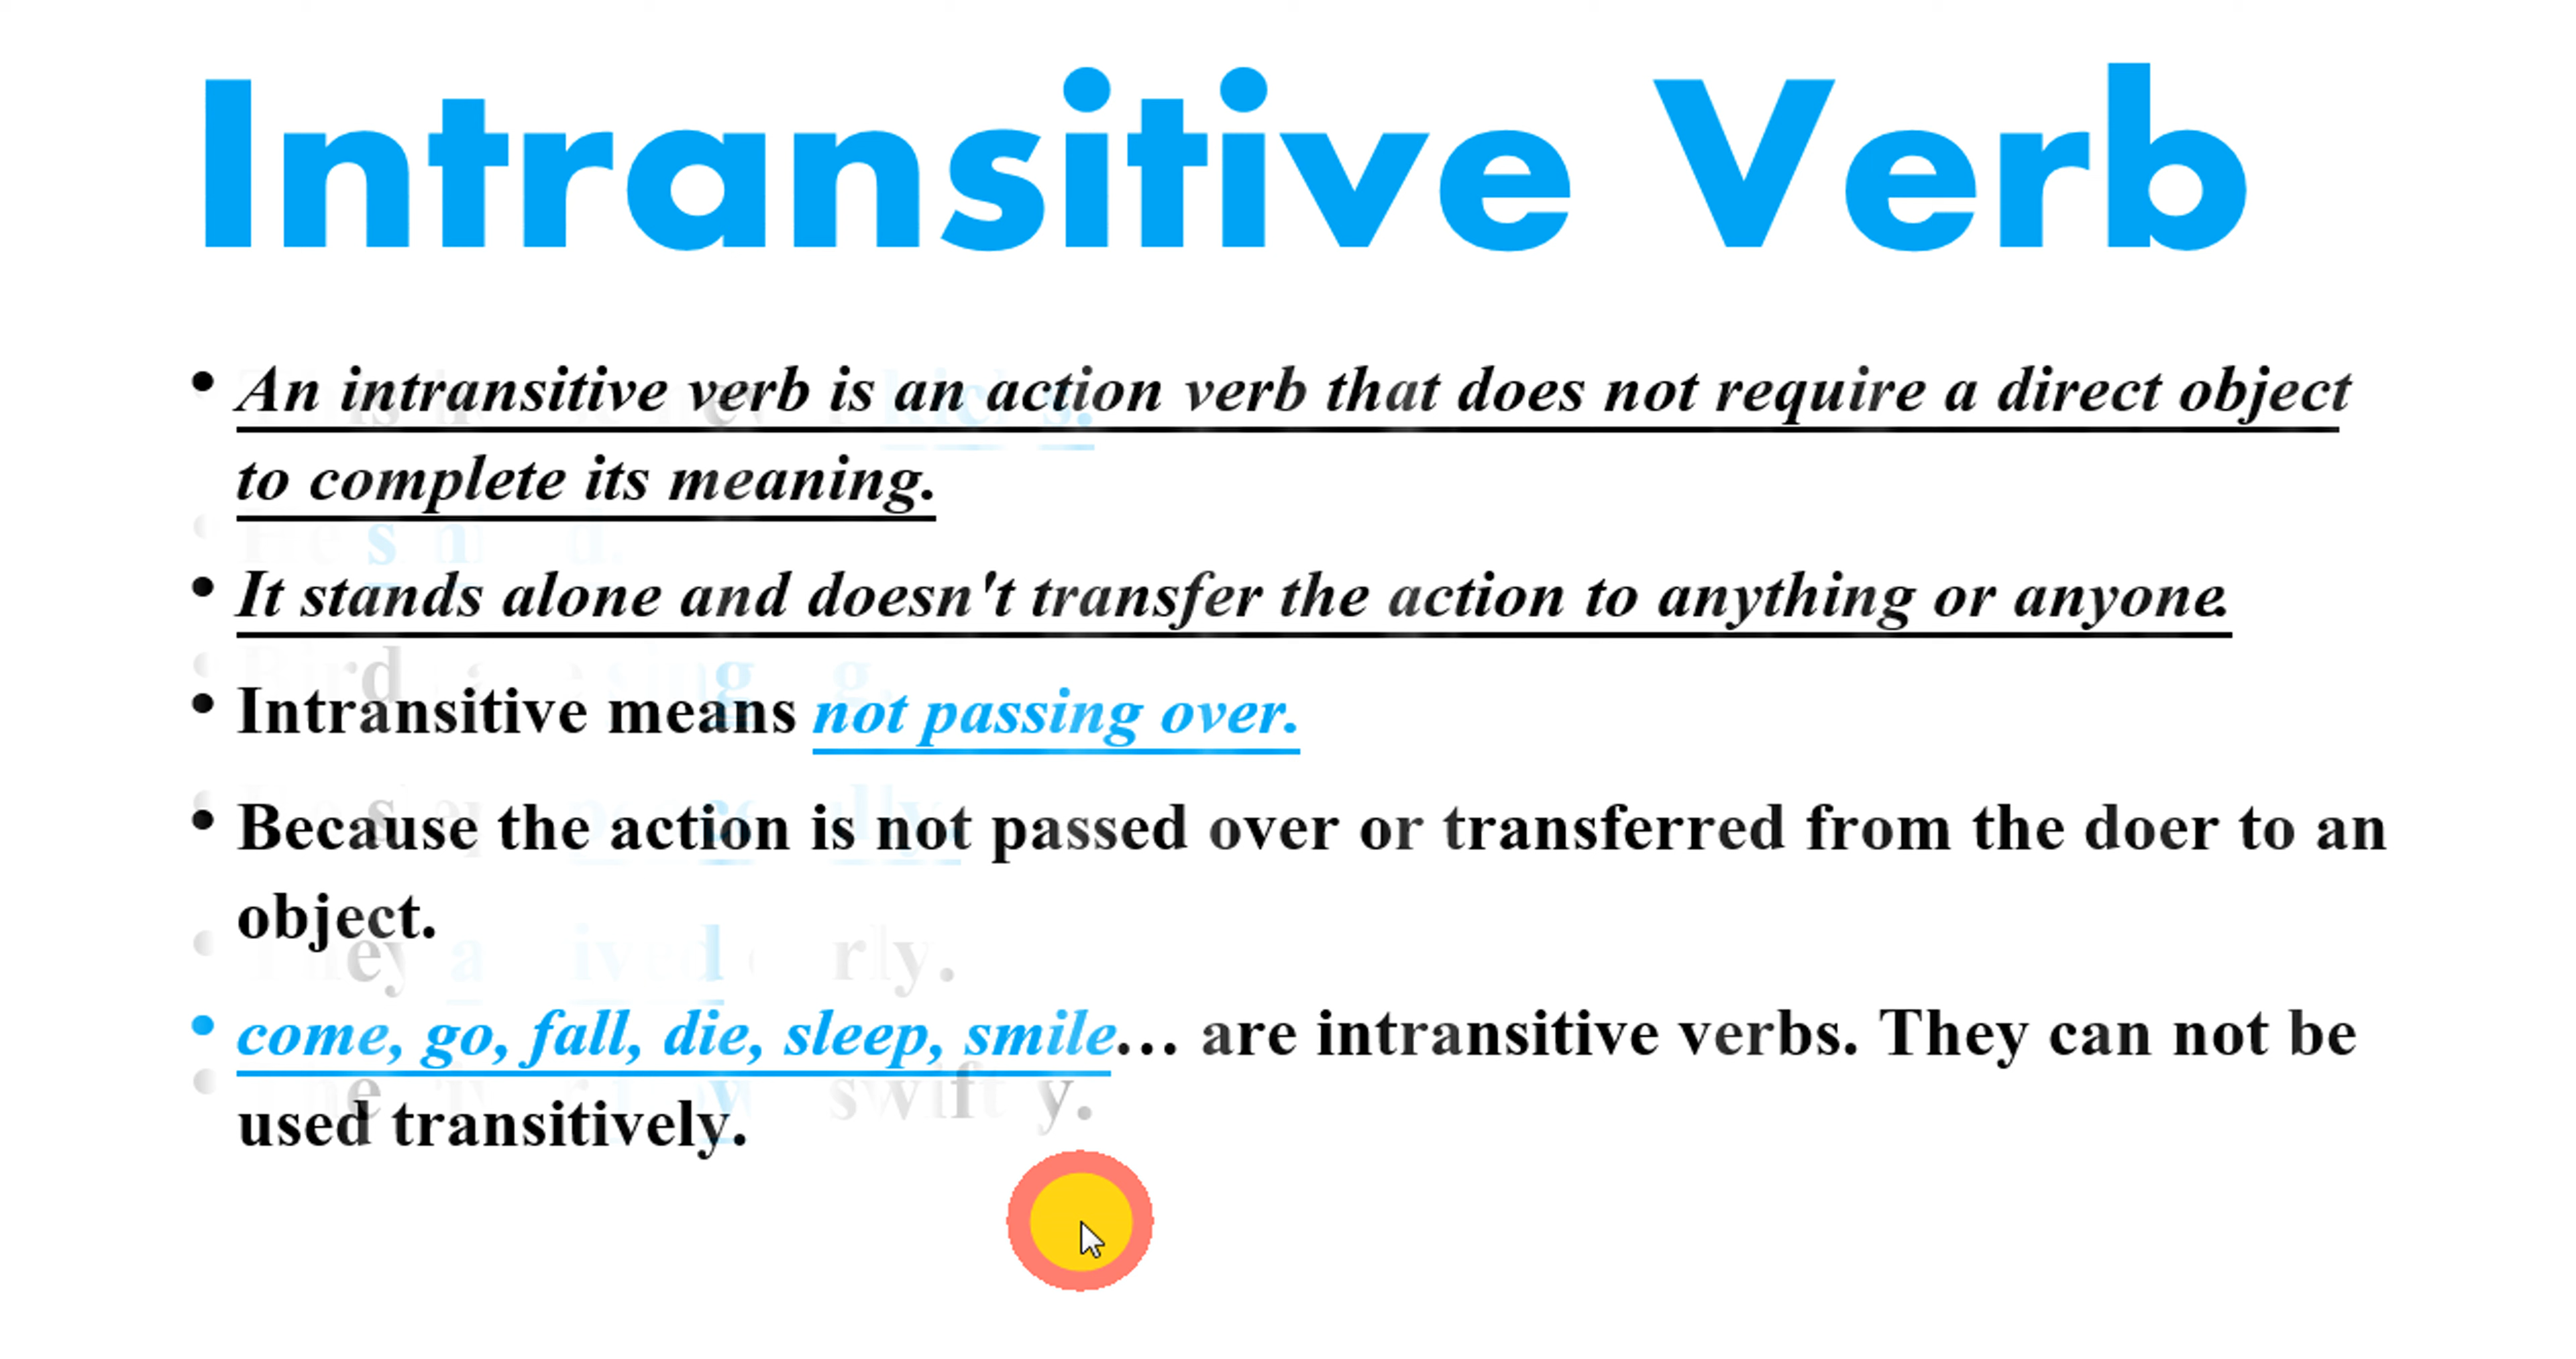 Intransitive Verb
• An intransitive verb is an action verb that does not require a direct object
to complete its meaning.
• It stands alone and doesn't transfer the action to anything or anyone.
• Intransitive means not passing over.
• Because the action is not passed over or transferred from the doer to an
object.
• come, go, fall, die, sleep, smile… are intransitive verbs. They can not be
used transitively.